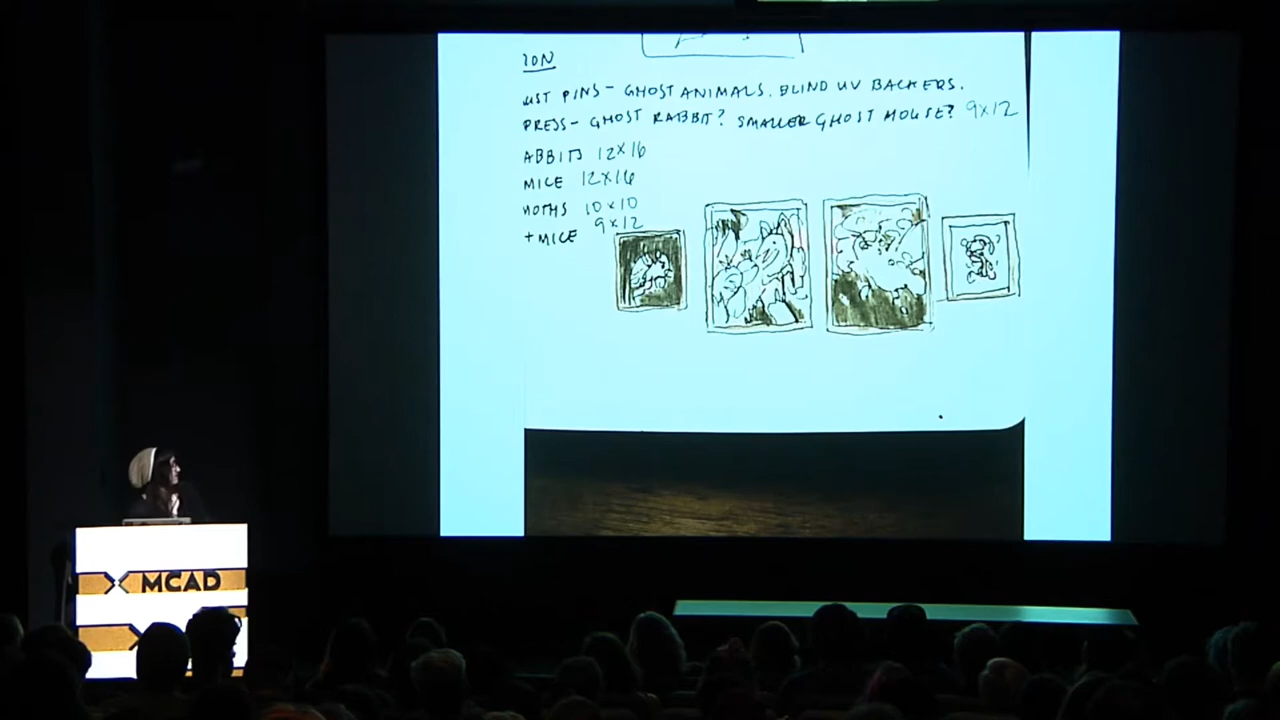 ION
UST PINS - GHOST ANIMALS. BLIND UV BACKERS.
PRESS - GHOST RABBIT? SMALLER GHOST MOUSE? 9X12
ABBITS 12X16
MICE 12X16
MOTHS 10X10
+ MICE 9X12
MCAD